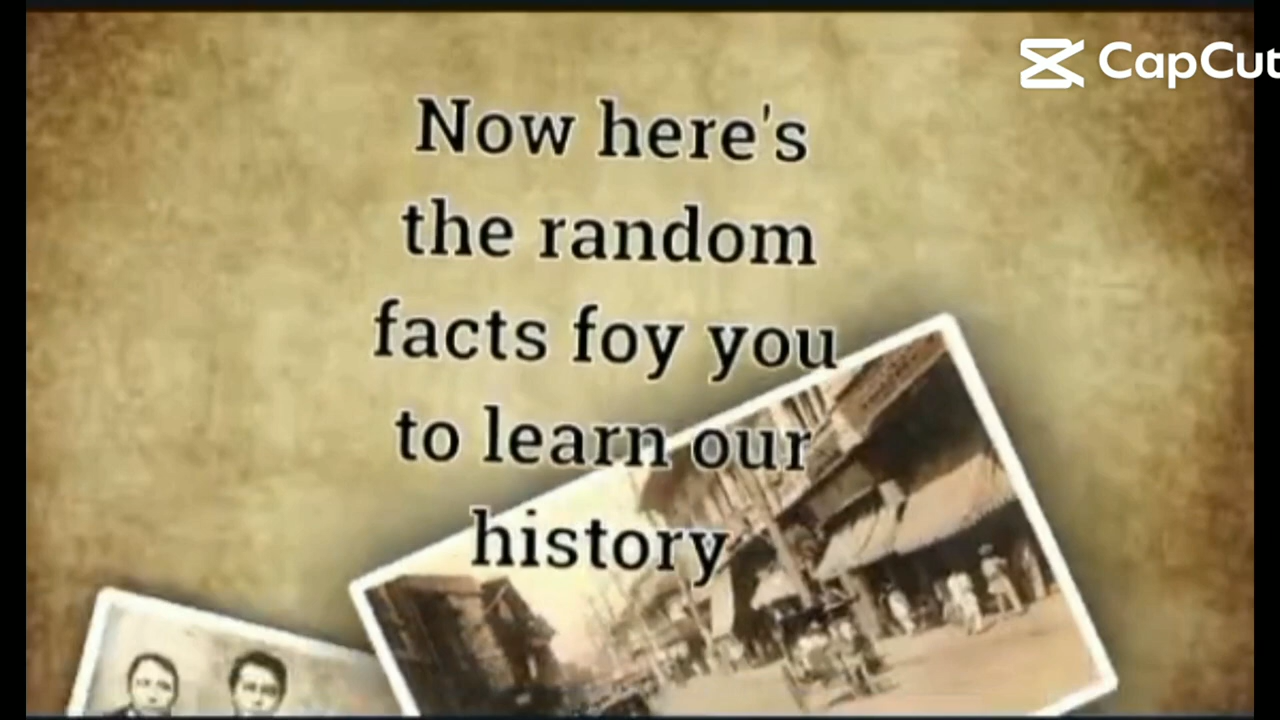 CapCut
Now here's
the random
facts foy you
to learn our
history